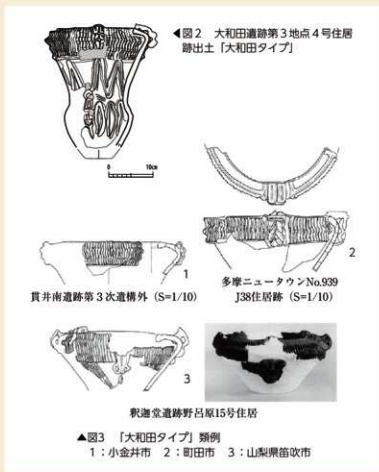 ◀図2 大和田遺跡第3地点4号住居
跡出土「大和田タイプ」
0 10cm
1
貫井南遺跡第3次遺構外(S=1/10)
2
多摩ニュータウンNo.939
J38住居跡(S=1/10)
3
釈迦堂遺跡野呂原15号住居
▲図3 「大和田タイプ」類例
1：小金井市 2：町田市 3：山梨県笛吹市